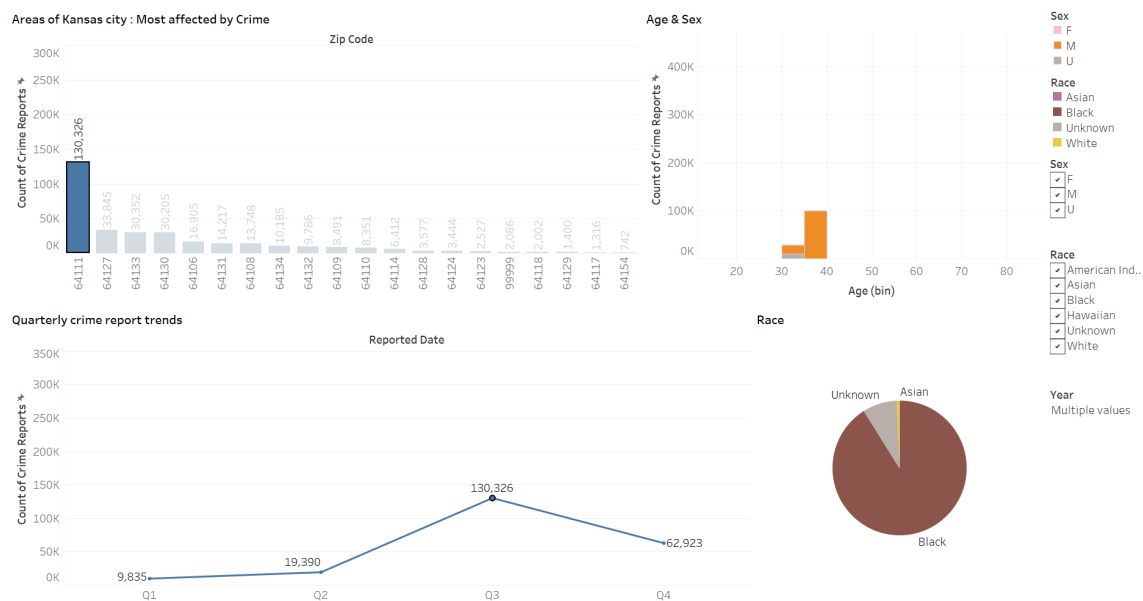 Areas of Kansas city : Most affected by Crime
Zip Code
Count of Crime Reports
300K
250K
200K
150K
100K
50K
0K
130,326
33,845
30,352
30,205
16,905
14,217
13,748
10,185
9,786
8,491
8,351
6,412
3,577
3,444
2,527
2,086
2,002
1,400
1,316
742
64111
64127
64133
64130
64106
64131
64108
64134
64132
64109
64110
64114
64128
64124
64123
99999
64118
64129
64117
64154
Age & Sex
Count of Crime Reports
400K
300K
200K
100K
0K
20 30 40 50 60 70 80
Age (bin)
Sex
F
M
U
Race
Asian
Black
Unknown
White
Sex
F
M
U
Race
American Ind..
Asian
Black
Hawaiian
Unknown
White
Year
Multiple values
Quarterly crime report trends
Reported Date
Count of Crime Reports
350K
300K
250K
200K
150K
100K
50K
0K
9,835
19,390
130,326
62,923
Q1 Q2 Q3 Q4
Race
Unknown
Asian
Black